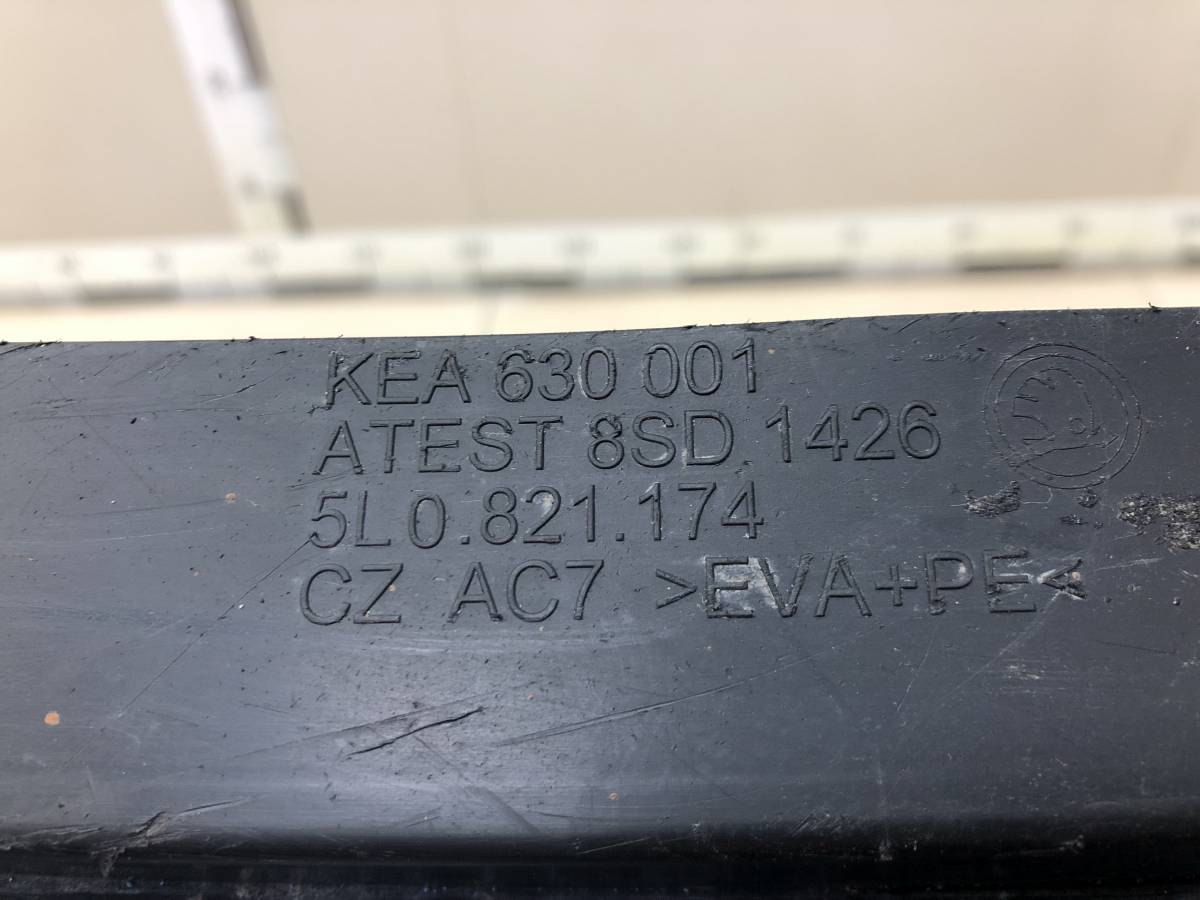 KEA 630 001
ATEST 8SD 1426
5L0.821.174
CZ AC7 >EVA+PE<